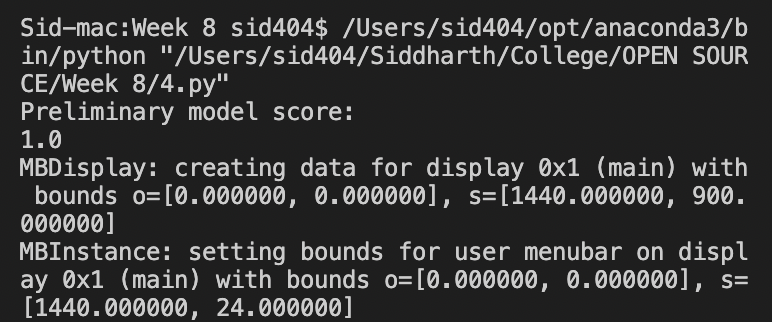 Sid-mac:Week 8 sid404$ /Users/sid404/opt/anaconda3/b
in/python "/Users/sid404/Siddharth/College/OPEN SOUR
CE/Week 8/4.py"
Preliminary model score:
1.0
MBDisplay: creating data for display 0x1 (main) with
 bounds o=[0.000000, 0.000000], s=[1440.000000, 900.
000000]
MBInstance: setting bounds for user menubar on displ
ay 0x1 (main) with bounds o=[0.000000, 0.000000], s=
[1440.000000, 24.000000]